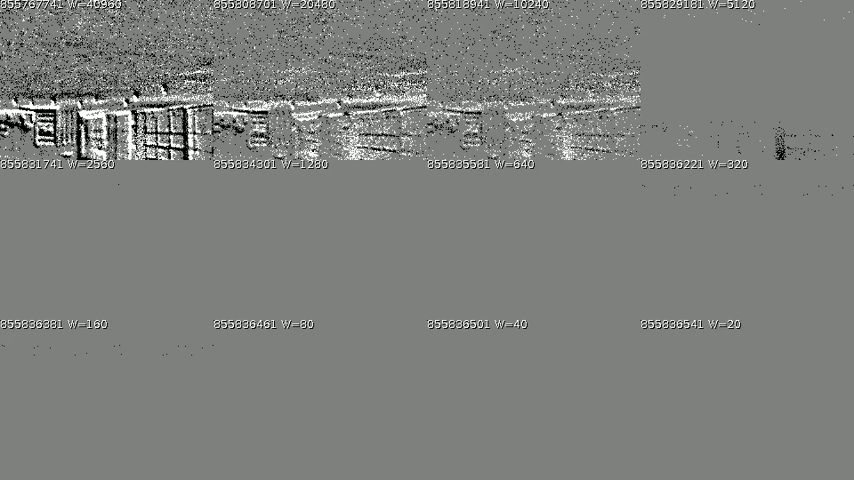 855767741 W=40960
855808701 W=20480
855818941 W=10240
855829181 W=5120
855831741 W=2560
855834301 W=1280
855835581 W=640
855836221 W=320
855836381 W=160
855836461 W=80
855836501 W=40
855836541 W=20